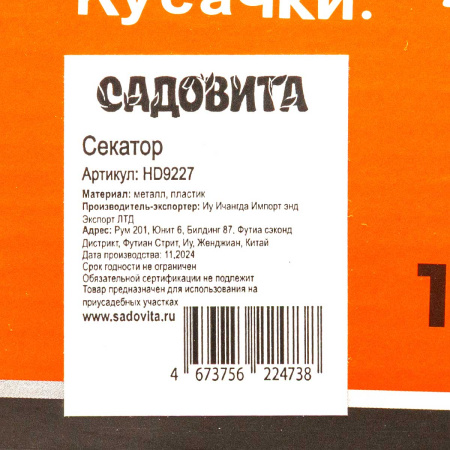 Кусачки.
САДОВИТА
Секатор
Артикул: HD9227
Материал: металл, пластик
Производитель-экспортер: Иу Ичангда Импорт энд
Экспорт ЛТД
Адрес: Рум 201, Юнит 6, Билдинг 87, Футиа сэконд
Дистрикт, Футиан Стрит, Иу, Женджиан, Китай
Дата производства: 11,2024
Срок годности не ограничен
Обязательной сертификации не подлежит
Товар предназначен для использования на
приусадебных участках
www.sadovita.ru
4 673756 224738
1